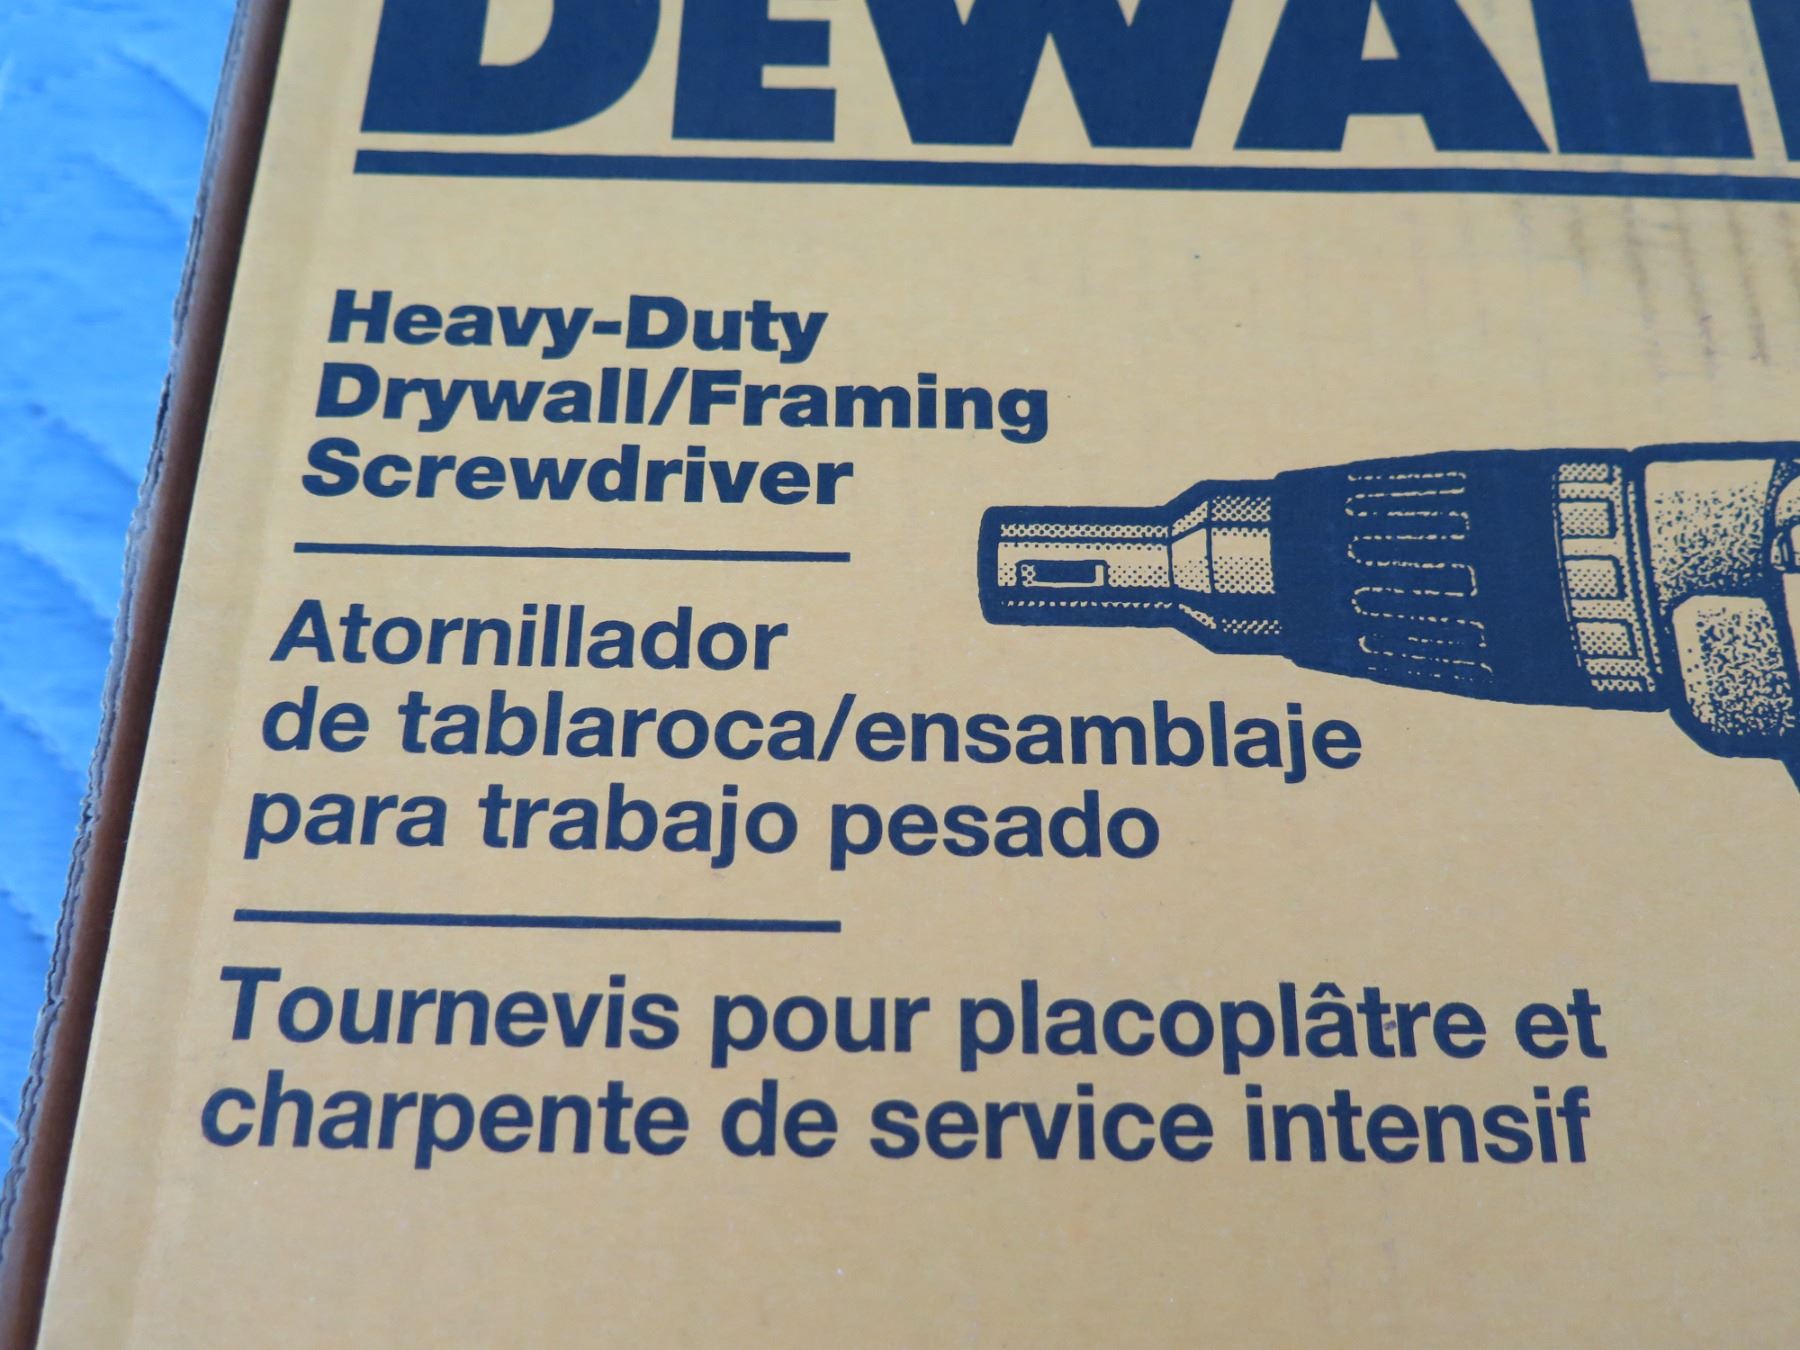 DEWALT
Heavy-Duty
Drywall/Framing
Screwdriver
Atornillador
de tablaroca/ensamblaje
para trabajo pesado
Tournevis pour placoplâtre et
charpente de service intensif